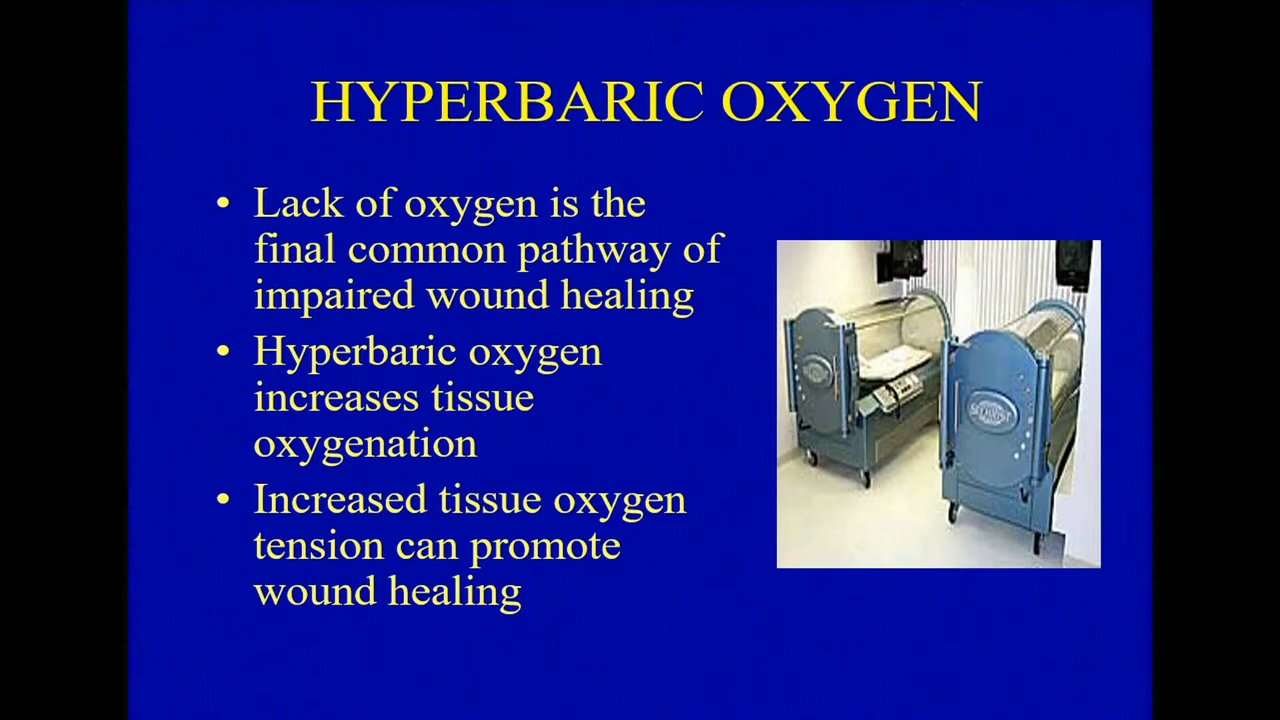 HYPERBARIC OXYGEN
• Lack of oxygen is the
final common pathway of
impaired wound healing
• Hyperbaric oxygen
increases tissue
oxygenation
• Increased tissue oxygen
tension can promote
wound healing